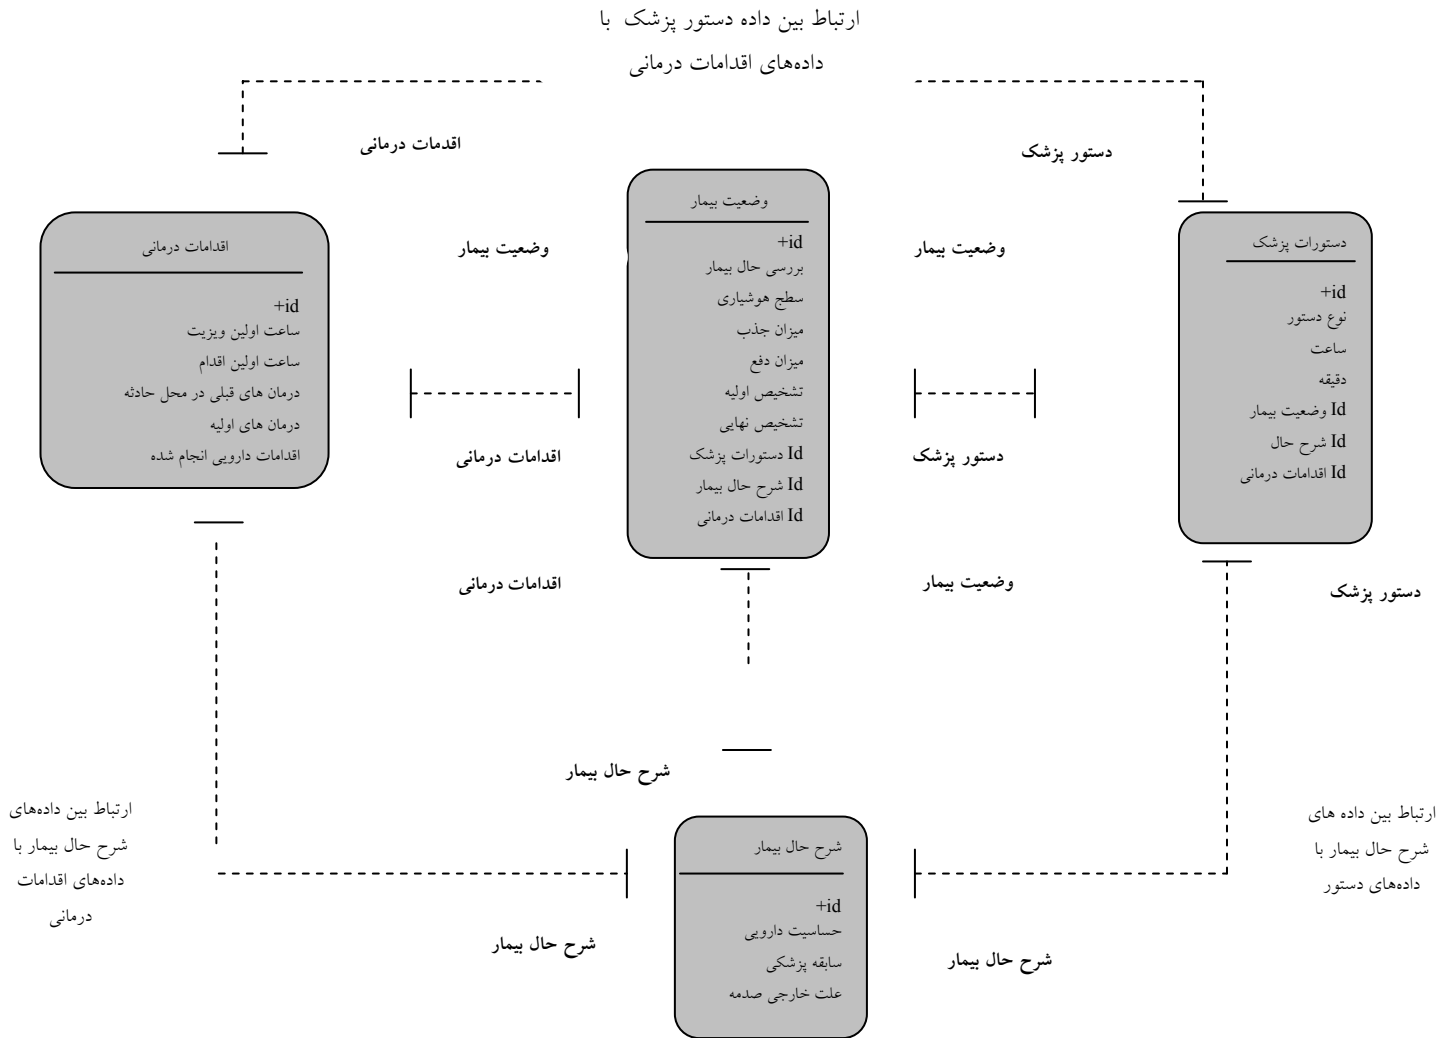 ارتباط بین داده دستور پزشک با
داده‌های اقدامات درمانی
دستور پزشک
اقدمات درمانی
دستورات پزشک
+id
نوع دستور
ساعت
دقیقه
Id وضعیت بیمار
Id شرح حال
Id اقدامات درمانی
وضعیت بیمار
دستور پزشک
وضعیت بیمار
+id
بررسی حال بیمار
سطح هوشیاری
میزان جذب
میزان دفع
تشخیص اولیه
تشخیص نهایی
Id دستورات پزشک
Id شرح حال بیمار
Id اقدامات درمانی
وضعیت بیمار
اقدامات درمانی
اقدامات درمانی
+id
ساعت اولین ویزیت
ساعت اولین اقدام
درمان های قبلی در محل حادثه
درمان های اولیه
اقدامات دارویی انجام شده
دستور پزشک
وضعیت بیمار
اقدامات درمانی
شرح حال بیمار
ارتباط بین داده های
شرح حال بیمار با
داده‌های دستور
شرح حال بیمار
+id
حساسیت دارویی
سابقه پزشکی
علت خارجی صدمه
ارتباط بین داده‌های
شرح حال بیمار با
داده‌های اقدامات
درمانی
شرح حال بیمار
شرح حال بیمار